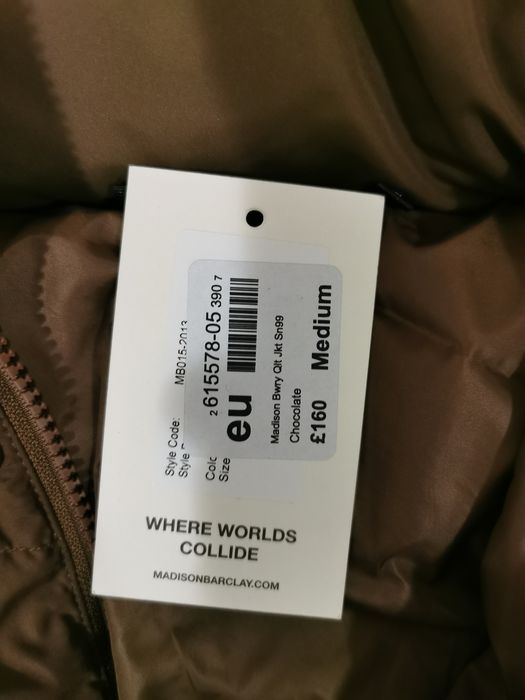 Style Code: MB015-2013
Style
Colo
Size
2 615578-05 390 7
eu
Madison Bwry Qlt Jkt Sn99
Chocolate
£160 Medium
WHERE WORLDS
COLLIDE
MADISONBARCLAY.COM